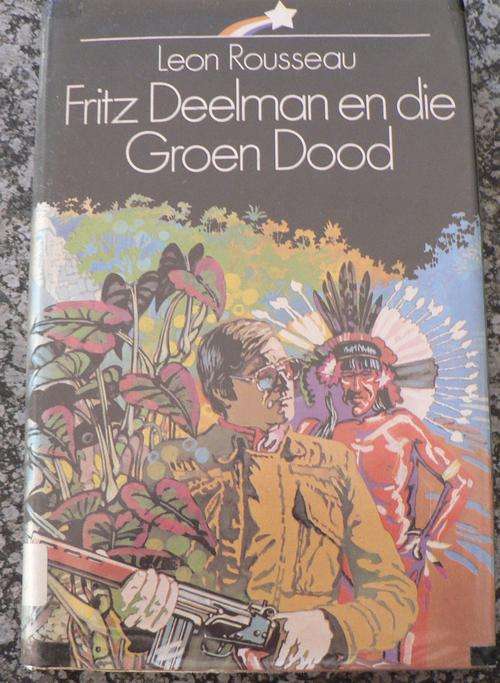 Leon Rousseau
Fritz Deelman en die
Groen Dood